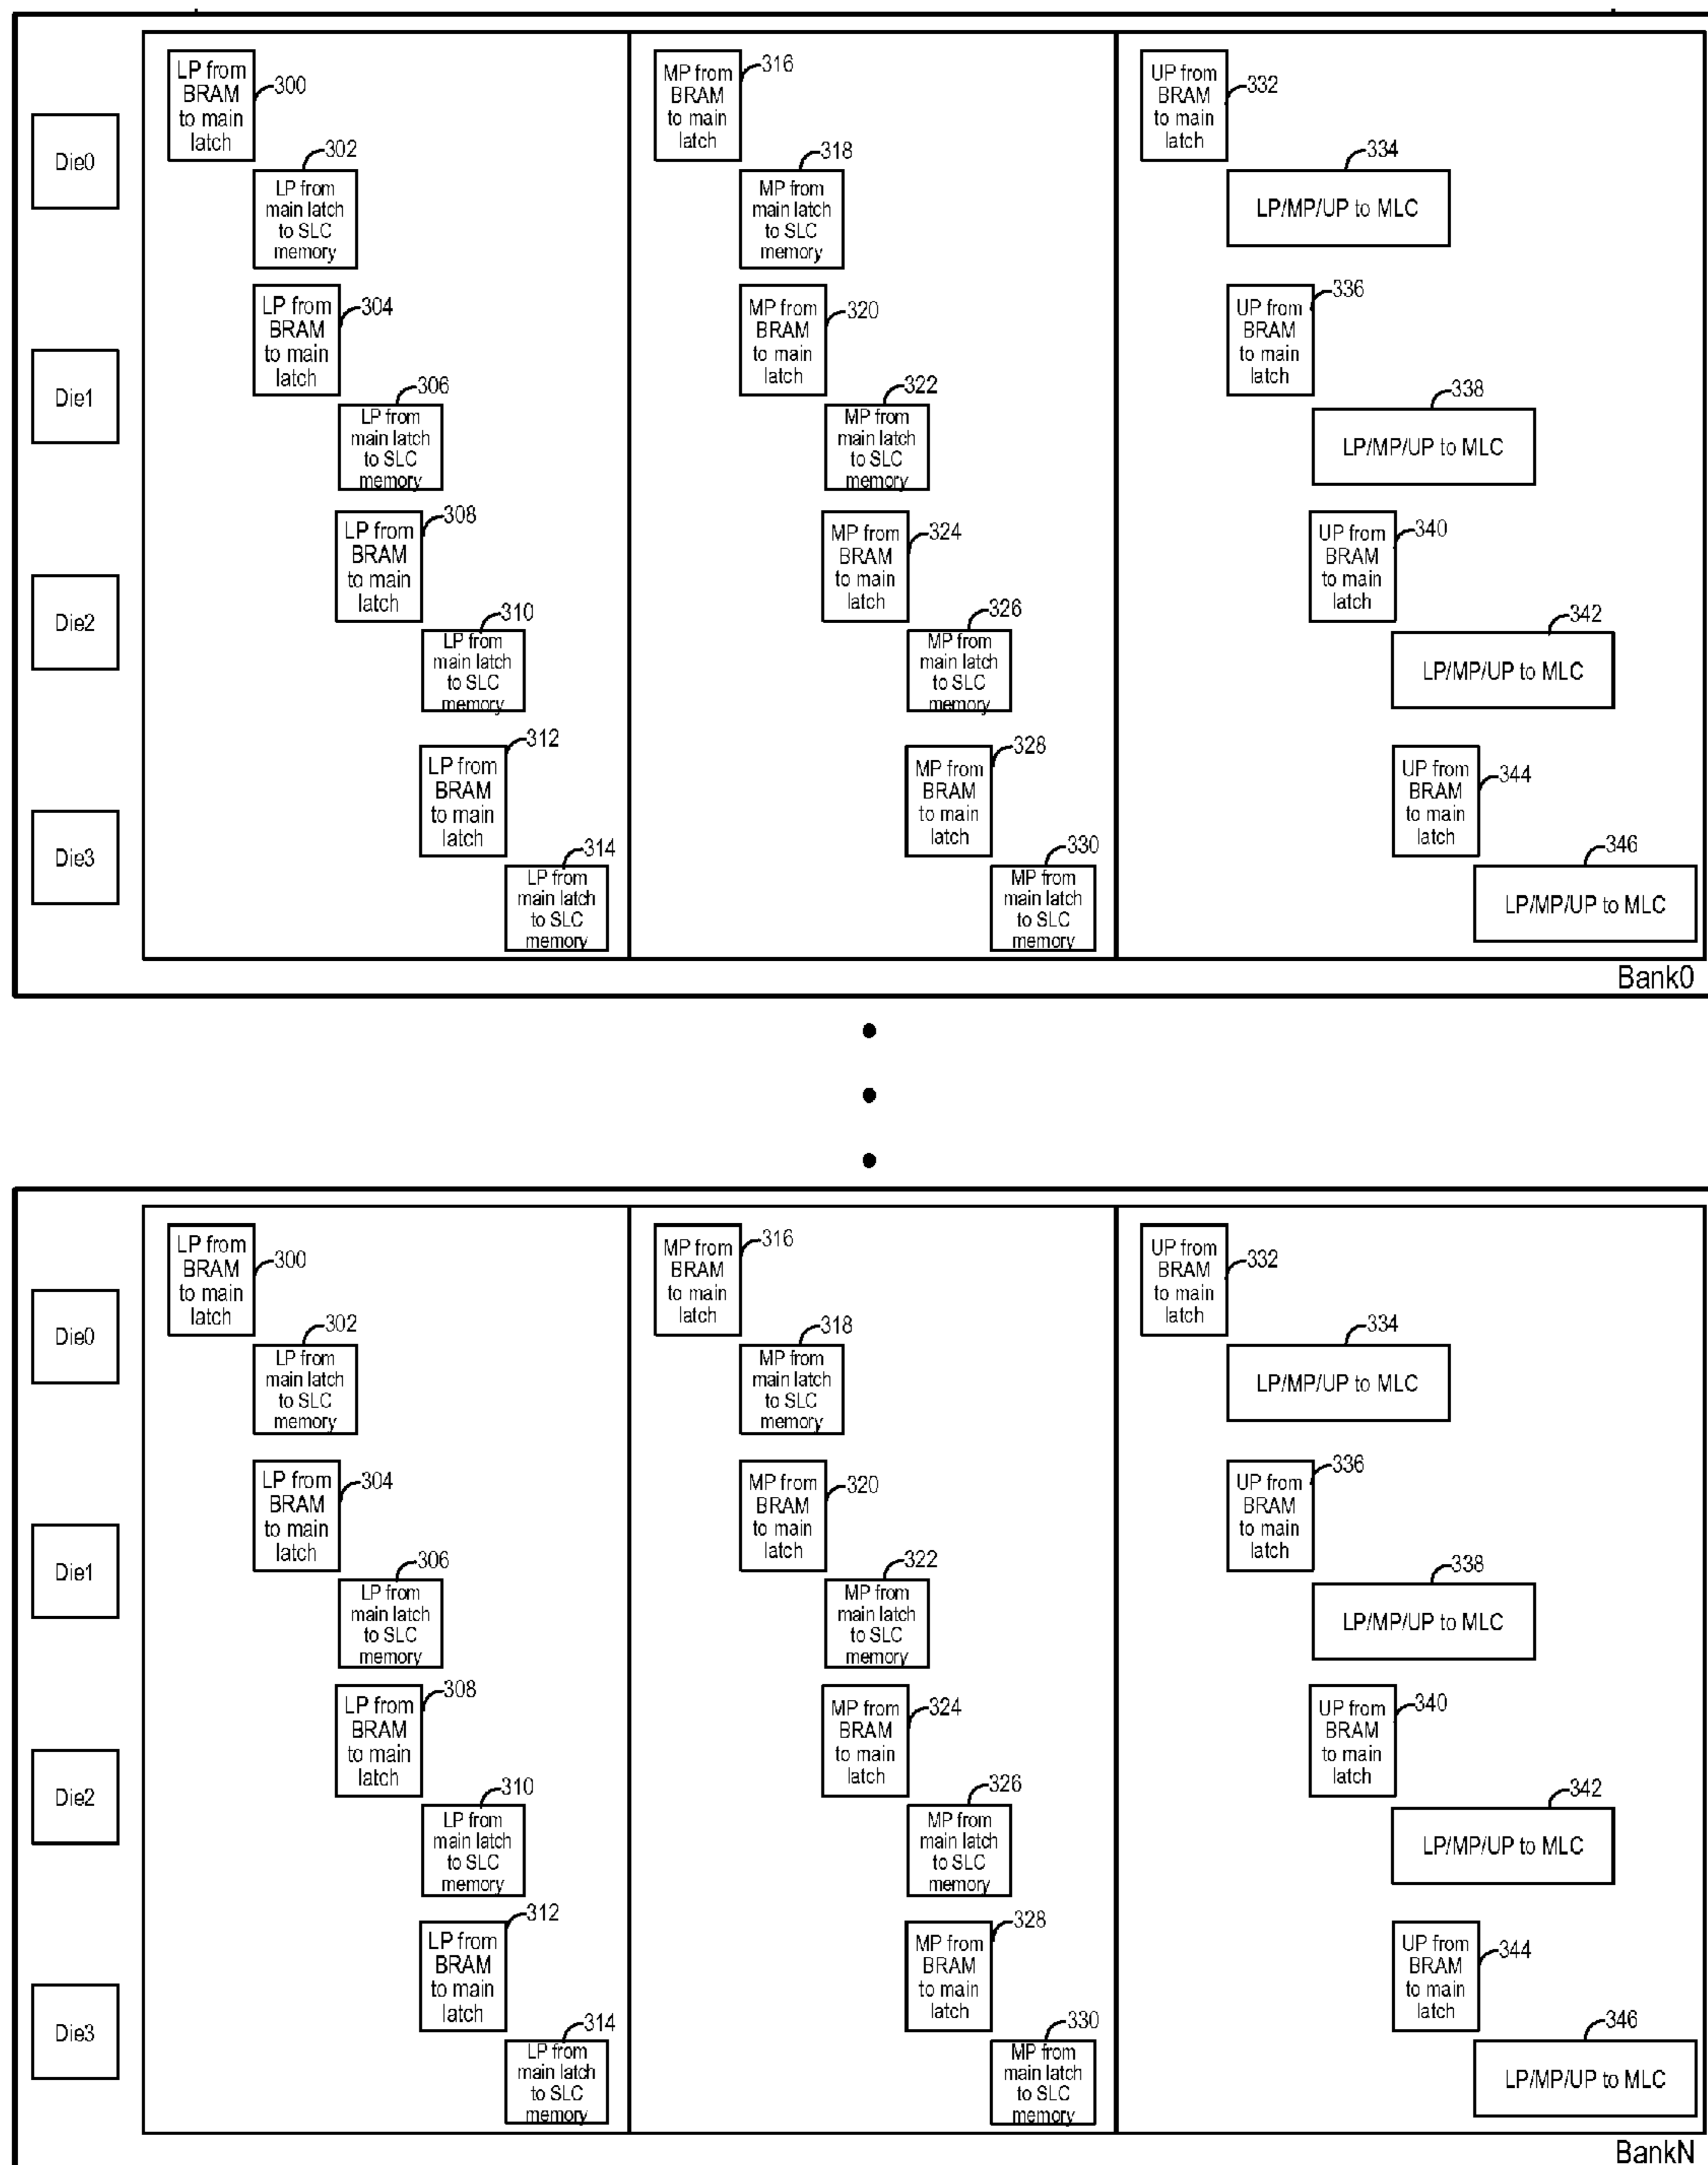 LP from
BRAM
to main
latch
300
MP from
BRAM
to main
latch
316
UP from
BRAM
to main
latch
332
Die0
302
LP from
main latch
to SLC
memory
318
MP from
main latch
to SLC
memory
334
LP/MP/UP to MLC
LP from
BRAM
to main
latch
304
MP from
BRAM
to main
latch
320
UP from
BRAM
to main
latch
336
Die1
306
LP from
main latch
to SLC
memory
322
MP from
main latch
to SLC
memory
338
LP/MP/UP to MLC
LP from
BRAM
to main
latch
308
MP from
BRAM
to main
latch
324
UP from
BRAM
to main
latch
340
Die2
310
LP from
main latch
to SLC
memory
326
MP from
main latch
to SLC
memory
342
LP/MP/UP to MLC
LP from
BRAM
to main
latch
312
MP from
BRAM
to main
latch
328
UP from
BRAM
to main
latch
344
Die3
314
LP from
main latch
to SLC
memory
330
MP from
main latch
to SLC
memory
346
LP/MP/UP to MLC
Bank0
LP from
BRAM
to main
latch
300
MP from
BRAM
to main
latch
316
UP from
BRAM
to main
latch
332
Die0
302
LP from
main latch
to SLC
memory
318
MP from
main latch
to SLC
memory
334
LP/MP/UP to MLC
LP from
BRAM
to main
latch
304
MP from
BRAM
to main
latch
320
UP from
BRAM
to main
latch
336
Die1
306
LP from
main latch
to SLC
memory
322
MP from
main latch
to SLC
memory
338
LP/MP/UP to MLC
LP from
BRAM
to main
latch
308
MP from
BRAM
to main
latch
324
UP from
BRAM
to main
latch
340
Die2
310
LP from
main latch
to SLC
memory
326
MP from
main latch
to SLC
memory
342
LP/MP/UP to MLC
LP from
BRAM
to main
latch
312
MP from
BRAM
to main
latch
328
UP from
BRAM
to main
latch
344
Die3
314
LP from
main latch
to SLC
memory
330
MP from
main latch
to SLC
memory
346
LP/MP/UP to MLC
BankN